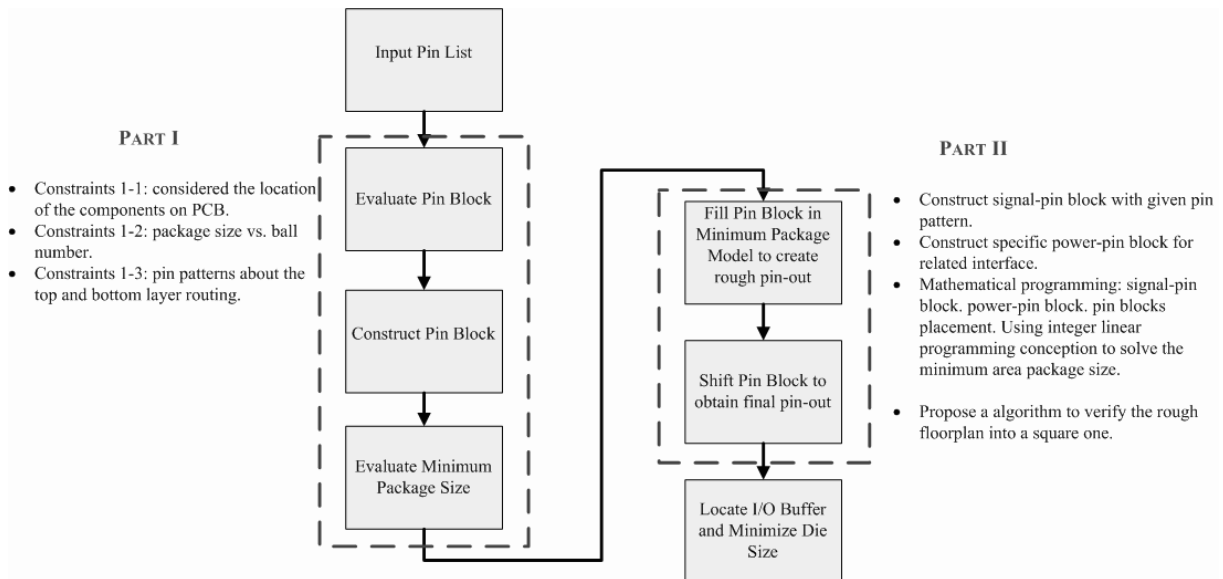 Input Pin List
PART I
• Constraints 1-1: considered the location
of the components on PCB.
• Constraints 1-2: package size vs. ball
number.
• Constraints 1-3: pin patterns about the
top and bottom layer routing.
Evaluate Pin Block
Construct Pin Block
Evaluate Minimum
Package Size
Fill Pin Block in
Minimum Package
Model to create
rough pin-out
Shift Pin Block to
obtain final pin-out
Locate I/O Buffer
and Minimize Die
Size
PART II
• Construct signal-pin block with given pin
pattern.
• Construct specific power-pin block for
related interface.
• Mathematical programming: signal-pin
block. power-pin block. pin blocks
placement. Using integer linear
programming conception to solve the
minimum area package size.
• Propose a algorithm to verify the rough
floorplan into a square one.